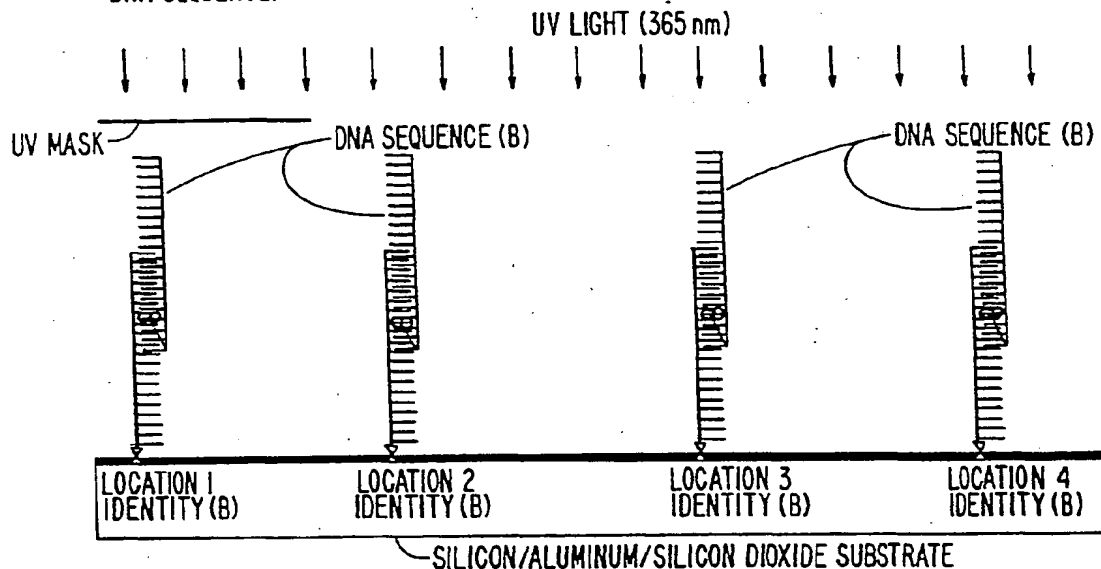 UV LIGHT (365 nm)
UV MASK
DNA SEQUENCE (B)
DNA SEQUENCE (B)
LOCATION 1
IDENTITY (B)
LOCATION 2
IDENTITY (B)
LOCATION 3
IDENTITY (B)
LOCATION 4
IDENTITY (B)
SILICON/ALUMINUM/SILICON DIOXIDE SUBSTRATE